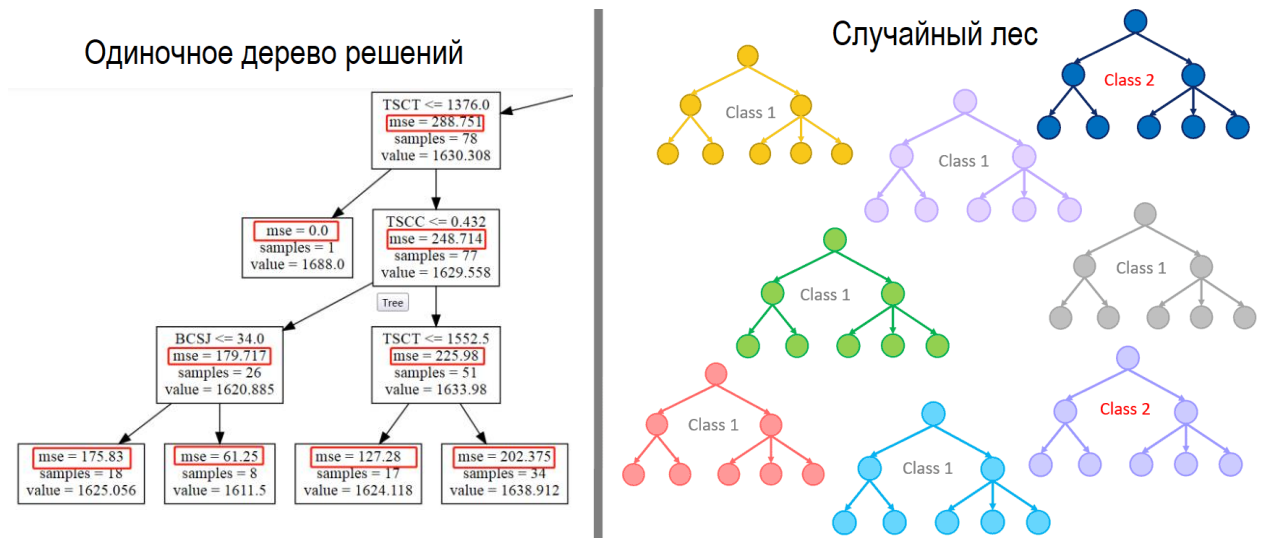 Одиночное дерево решений
TSCT <= 1376.0
mse = 288.751
samples = 78
value = 1630.308
mse = 0.0
samples = 1
value = 1688.0
TSCC <= 0.432
mse = 248.714
samples = 77
value = 1629.558
Tree
BCSJ <= 34.0
mse = 179.717
samples = 26
value = 1620.885
TSCT <= 1552.5
mse = 225.98
samples = 51
value = 1633.98
mse = 175.83
samples = 18
value = 1625.056
mse = 61.25
samples = 8
value = 1611.5
mse = 127.28
samples = 17
value = 1624.118
mse = 202.375
samples = 34
value = 1638.912
Случайный лес
Class 1
Class 2
Class 1
Class 1
Class 1
Class 1
Class 2
Class 1